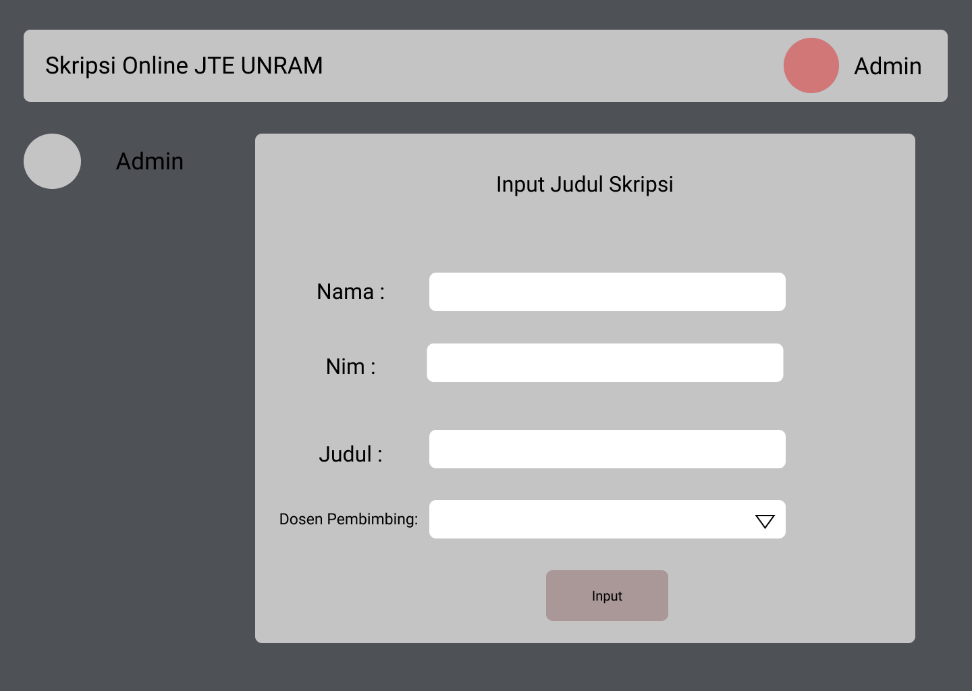 Skripsi Online JTE UNRAM
Admin
Admin
Input Judul Skripsi
Nama :
Nim :
Judul :
Dosen Pembimbing:
Input